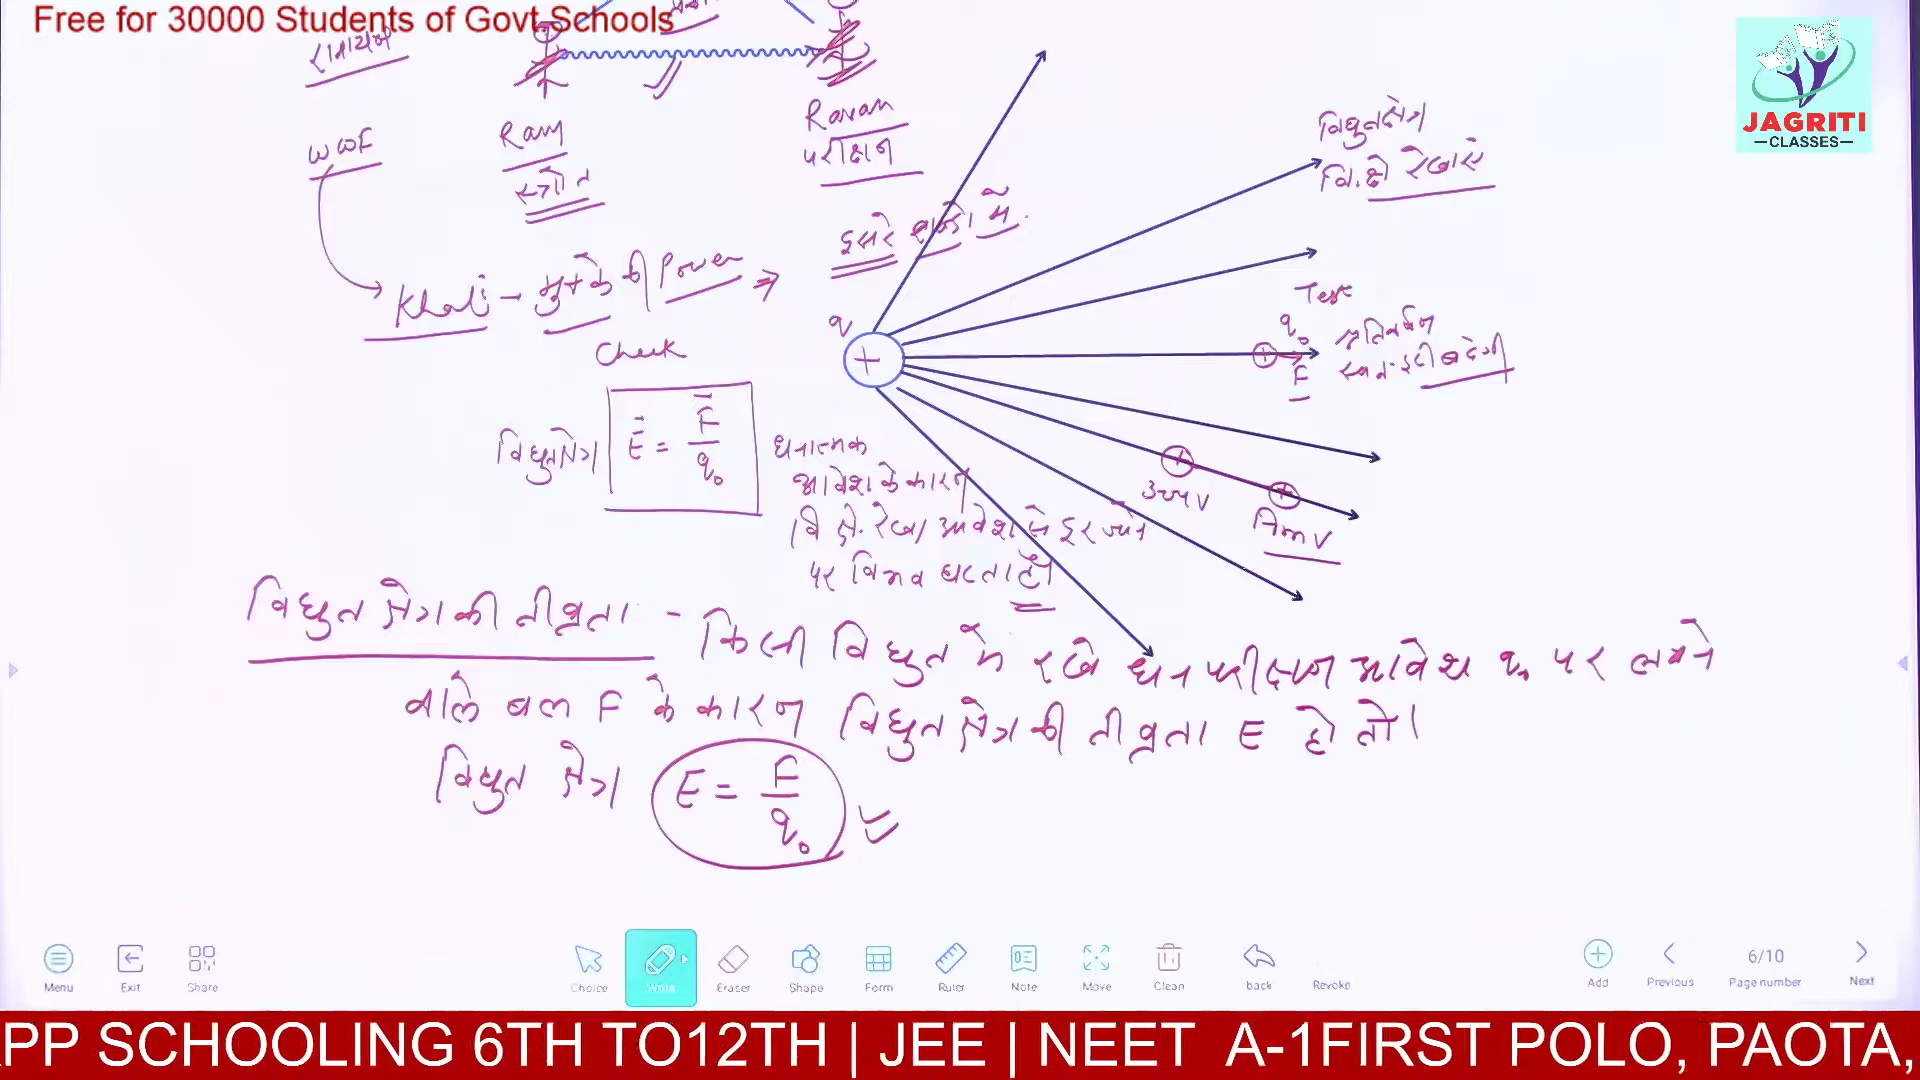 Free for 30000 Students of Govt.Schools
JAGRITI
CLASSES
रामायण
WWF
Ram
स्त्रोत
Ravan
परीक्षण
दूसरे शब्दो में
Khali - मुक्के की Power ⇒
Check
विधुत क्षेत्र
वि.क्षे रेखाएं
Test
q
+
q₀
F
प्रतिकर्षण
उच्च V
निम्न V
विधुत क्षेत्र
E = F / q₀
धनात्मक
आवेश के कारण
वि क्षे. रेखा आवेश से दूर जाने
पर विभव घटता है।
विधुत क्षेत्र की तीव्रता - किसी विधुत मे रखे धन परीक्षण आवेश q₀ पर लगने
वाले बल F के कारण विधुत क्षेत्र की तीव्रता E हो तो।
विधुत क्षेत्र E = F / q₀
Menu
Exit
Share
Choice
Write
Eraser
Shape
Form
Ruler
Note
Move
Clean
back
Revoke
Add
Previous
6/10
Page number
Next
PP SCHOOLING 6TH TO12TH | JEE | NEET A-1FIRST POLO, PAOTA,